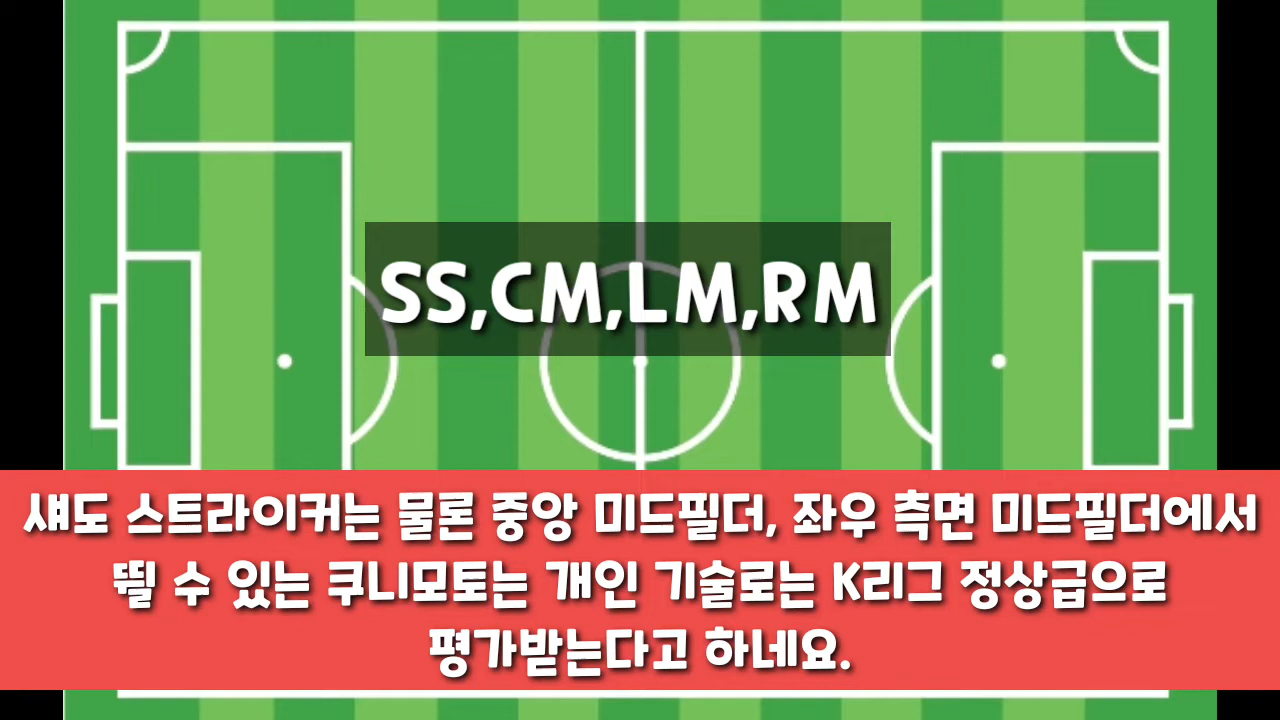 SS,CM,LM,RM
섀도 스트라이커는 물론 중앙 미드필더, 좌우 측면 미드필더에서
뛸 수 있는 쿠니모토는 개인 기술로는 K리그 정상급으로
평가받는다고 하네요.